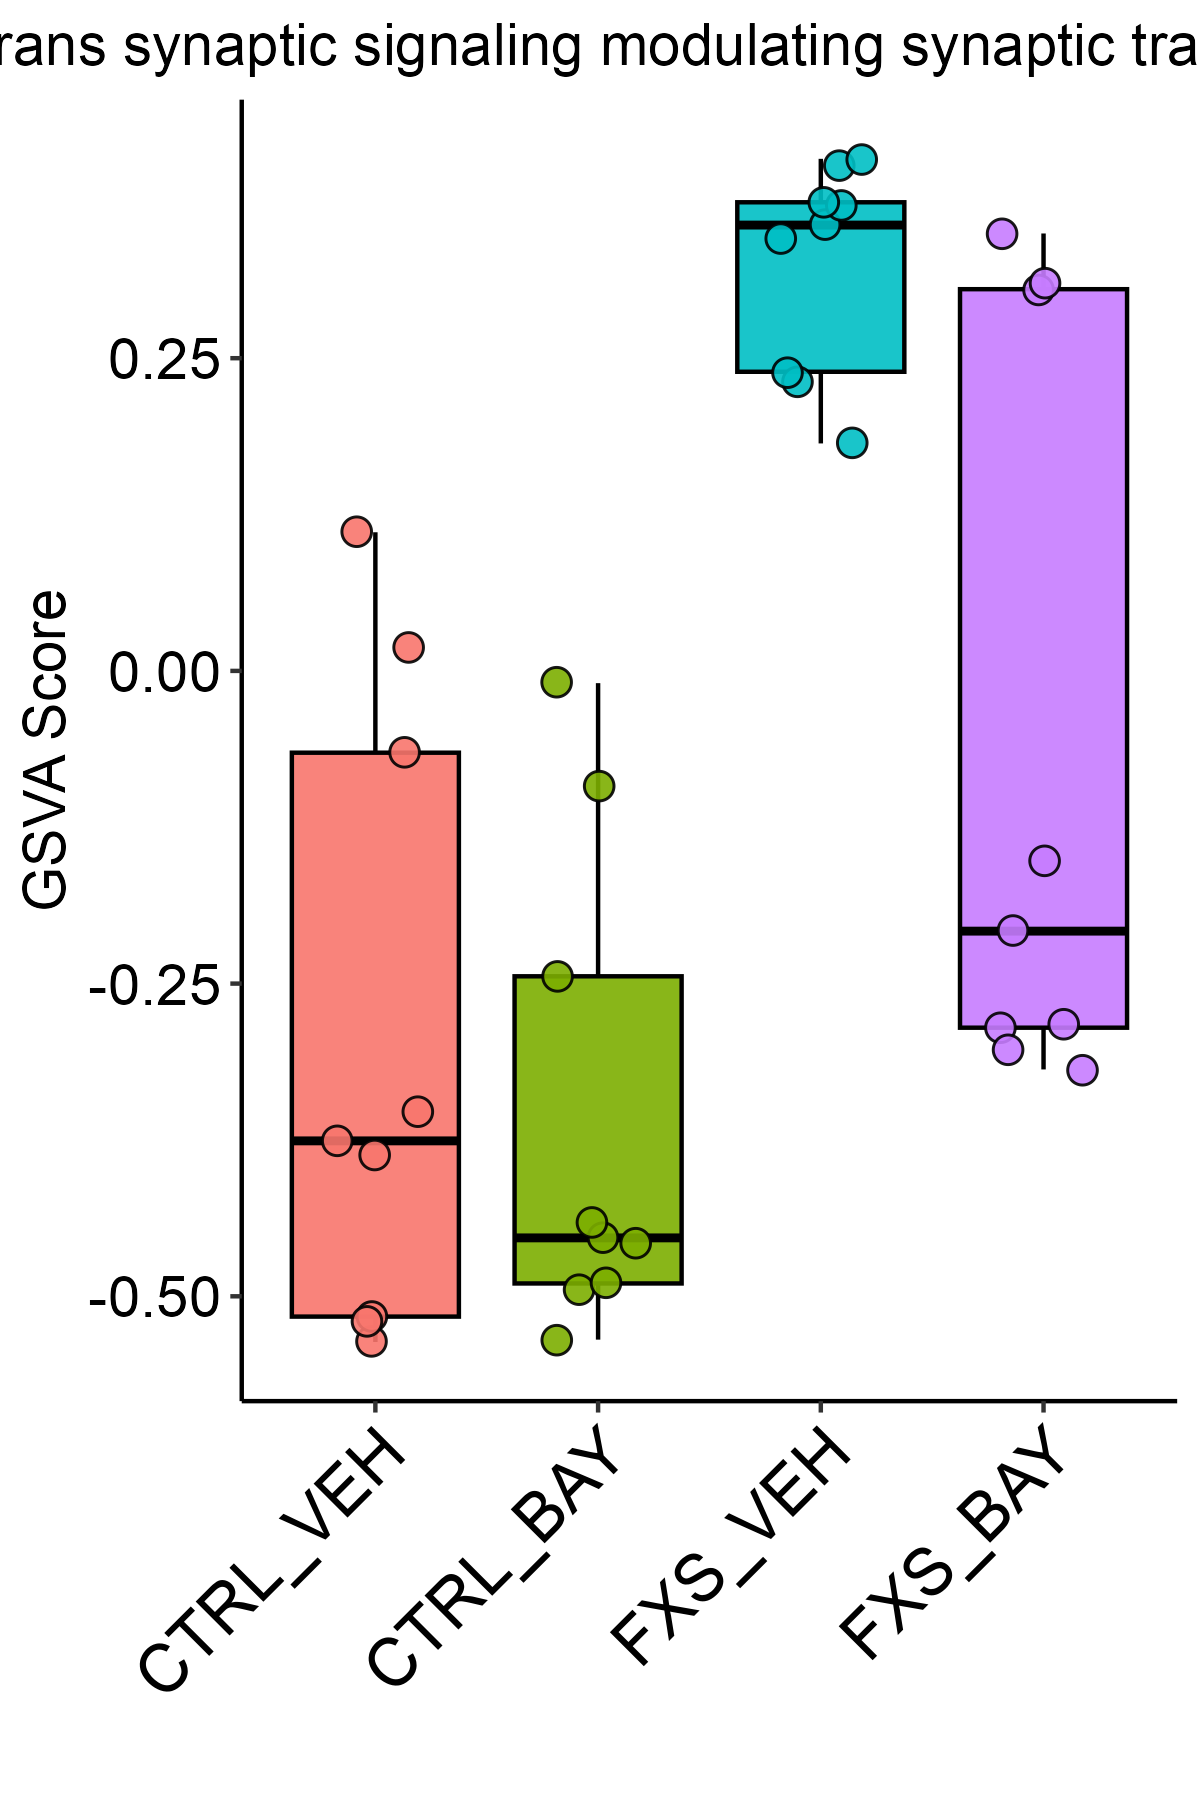 rans synaptic signaling modulating synaptic tra
GSVA Score
0.25
0.00
-0.25
-0.50
CTRL_VEH
CTRL_BAY
FXS_VEH
FXS_BAY